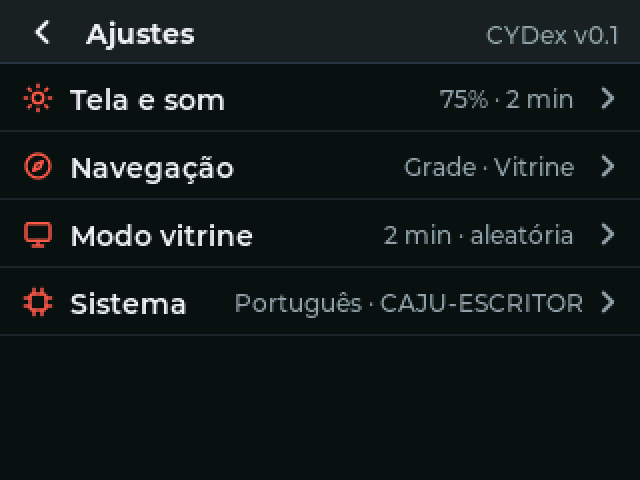 Ajustes CYDex v0.1
Tela e som 75% · 2 min
Navegação Grade · Vitrine
Modo vitrine 2 min · aleatória
Sistema Português · CAJU-ESCRITOR